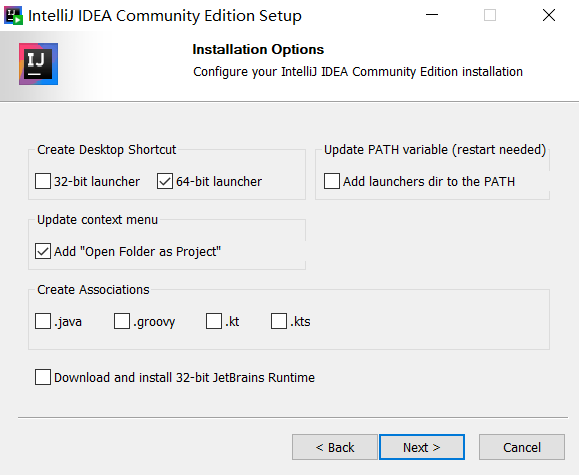 IntelliJ IDEA Community Edition Setup
IJ
Installation Options
Configure your IntelliJ IDEA Community Edition installation
Create Desktop Shortcut
32-bit launcher
64-bit launcher
Update PATH variable (restart needed)
Add launchers dir to the PATH
Update context menu
Add "Open Folder as Project"
Create Associations
.java
.groovy
.kt
.kts
Download and install 32-bit JetBrains Runtime
< Back
Next >
Cancel